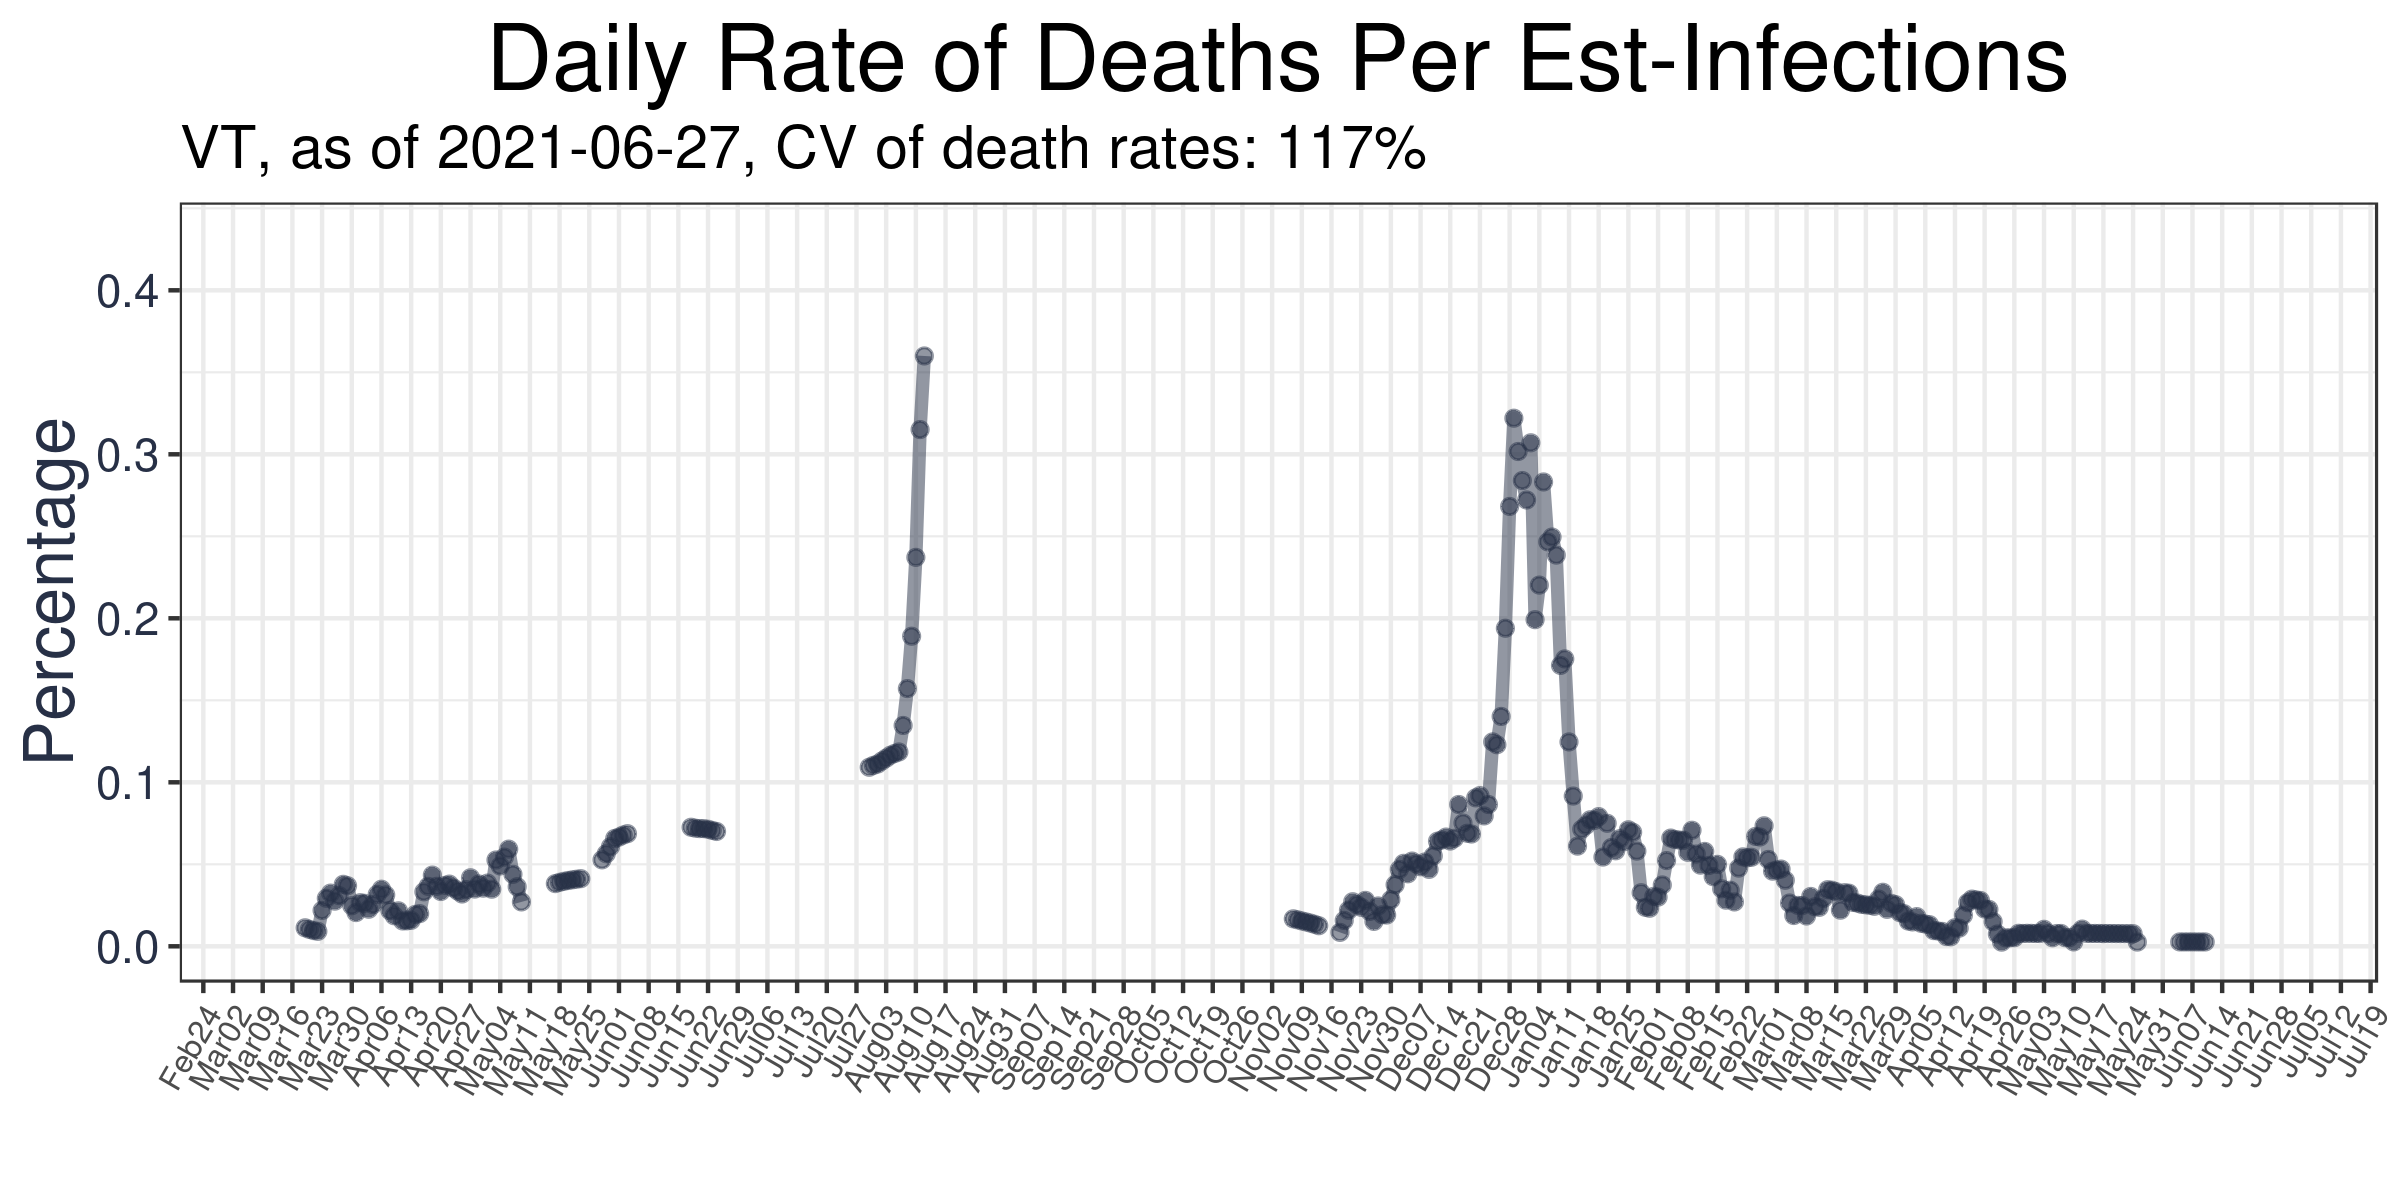 Daily Rate of Deaths Per Est-Infections
VT, as of 2021-06-27, CV of death rates: 117%
Percentage
0.4
0.3
0.2
0.1
0.0
Feb24
Mar02
Mar09
Mar16
Mar23
Mar30
Apr06
Apr13
Apr20
Apr27
May04
May11
May18
May25
Jun01
Jun08
Jun15
Jun22
Jun29
Jul06
Jul13
Jul20
Jul27
Aug03
Aug10
Aug17
Aug24
Aug31
Sep07
Sep14
Sep21
Sep28
Oct05
Oct12
Oct19
Oct26
Nov02
Nov09
Nov16
Nov23
Nov30
Dec07
Dec14
Dec21
Dec28
Jan04
Jan11
Jan18
Jan25
Feb01
Feb08
Feb15
Feb22
Mar01
Mar08
Mar15
Mar22
Mar29
Apr05
Apr12
Apr19
Apr26
May03
May10
May17
May24
May31
Jun07
Jun14
Jun21
Jun28
Jul05
Jul12
Jul19